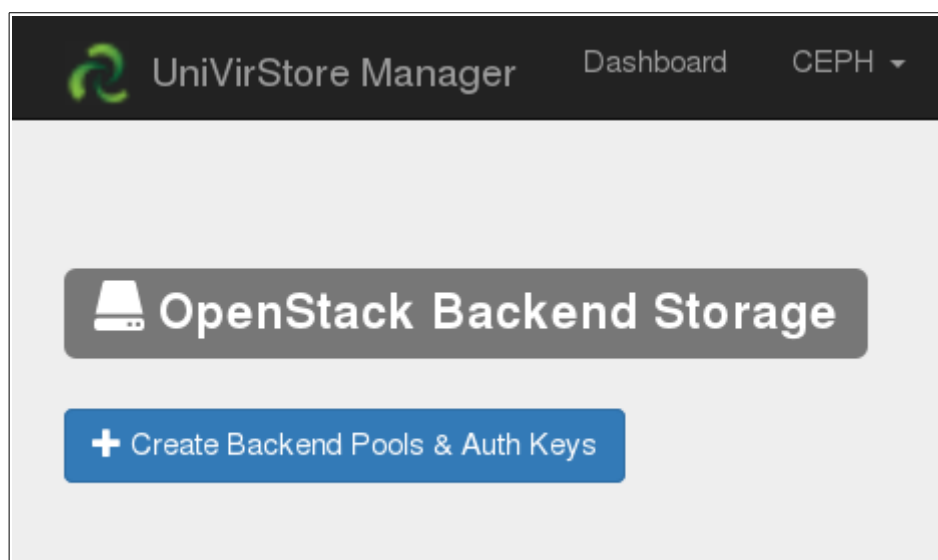 UniVirStore Manager Dashboard CEPH
OpenStack Backend Storage
Create Backend Pools & Auth Keys